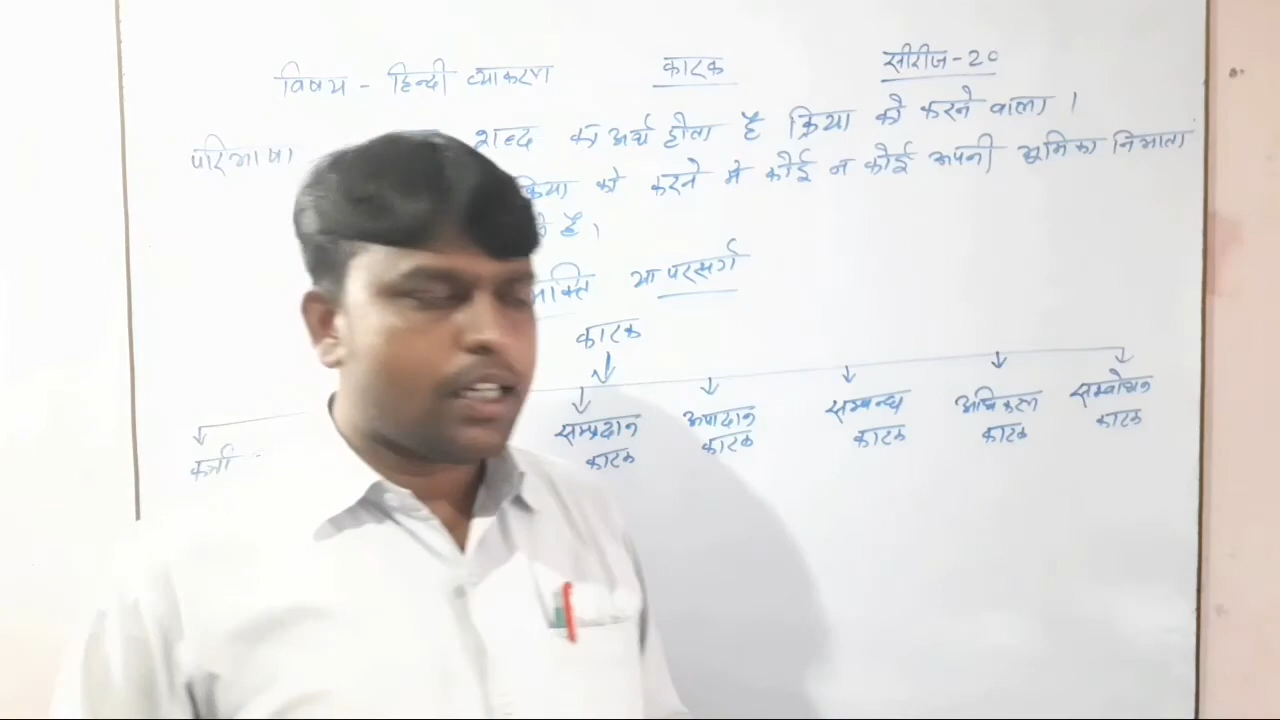 विषय - हिन्दी व्याकरण कारक सीरीज-20
परिभाषा शब्द का अर्थ होता है क्रिया को करने वाला ।
क्रिया को करने मे कोई न कोई अपनी भूमिका निभाता
है ।
या परसर्ग
कारक
सम्प्रदान अपादान सम्बन्ध अधिकरण सम्बोधन
कर्त्ता कारक कारक कारक कारक कारक